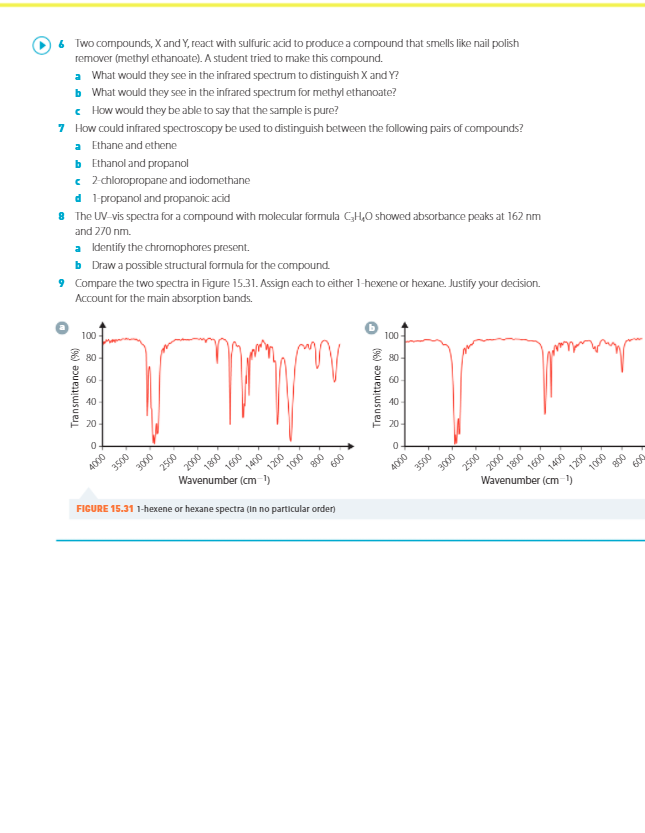 6 Two compounds, X and Y, react with sulfuric acid to produce a compound that smells like nail polish
remover (methyl ethanoate). A student tried to make this compound.
a What would they see in the infrared spectrum to distinguish X and Y?
b What would they see in the infrared spectrum for methyl ethanoate?
c How would they be able to say that the sample is pure?
7 How could infrared spectroscopy be used to distinguish between the following pairs of compounds?
a Ethane and ethene
b Ethanol and propanol
c 2-chloropropane and iodomethane
d 1-propanol and propanoic acid
8 The UV–vis spectra for a compound with molecular formula C₃H₄O showed absorbance peaks at 162 nm
and 270 nm.
a Identify the chromophores present.
b Draw a possible structural formula for the compound.
9 Compare the two spectra in Figure 15.31. Assign each to either 1-hexene or hexane. Justify your decision.
Account for the main absorption bands.
a
100
80
60
40
20
0
Transmittance (%)
4000 3500 3000 2500 2000 1800 1600 1400 1200 1000 800 600
Wavenumber (cm⁻¹)
b
100
80
60
40
20
0
Transmittance (%)
4000 3500 3000 2500 2000 1800 1600 1400 1200 1000 800 600
Wavenumber (cm⁻¹)
FIGURE 15.31 1-hexene or hexane spectra (in no particular order)